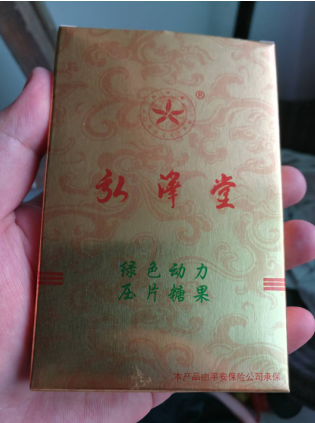 ®
弘泽堂
绿色动力
压片糖果
本产品由平安保险公司承保